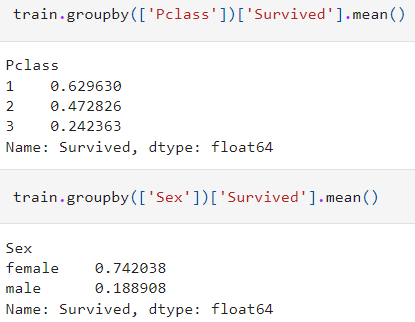 train.groupby(['Pclass'])['Survived'].mean()
Pclass
1    0.629630
2    0.472826
3    0.242363
Name: Survived, dtype: float64
train.groupby(['Sex'])['Survived'].mean()
Sex
female    0.742038
male      0.188908
Name: Survived, dtype: float64